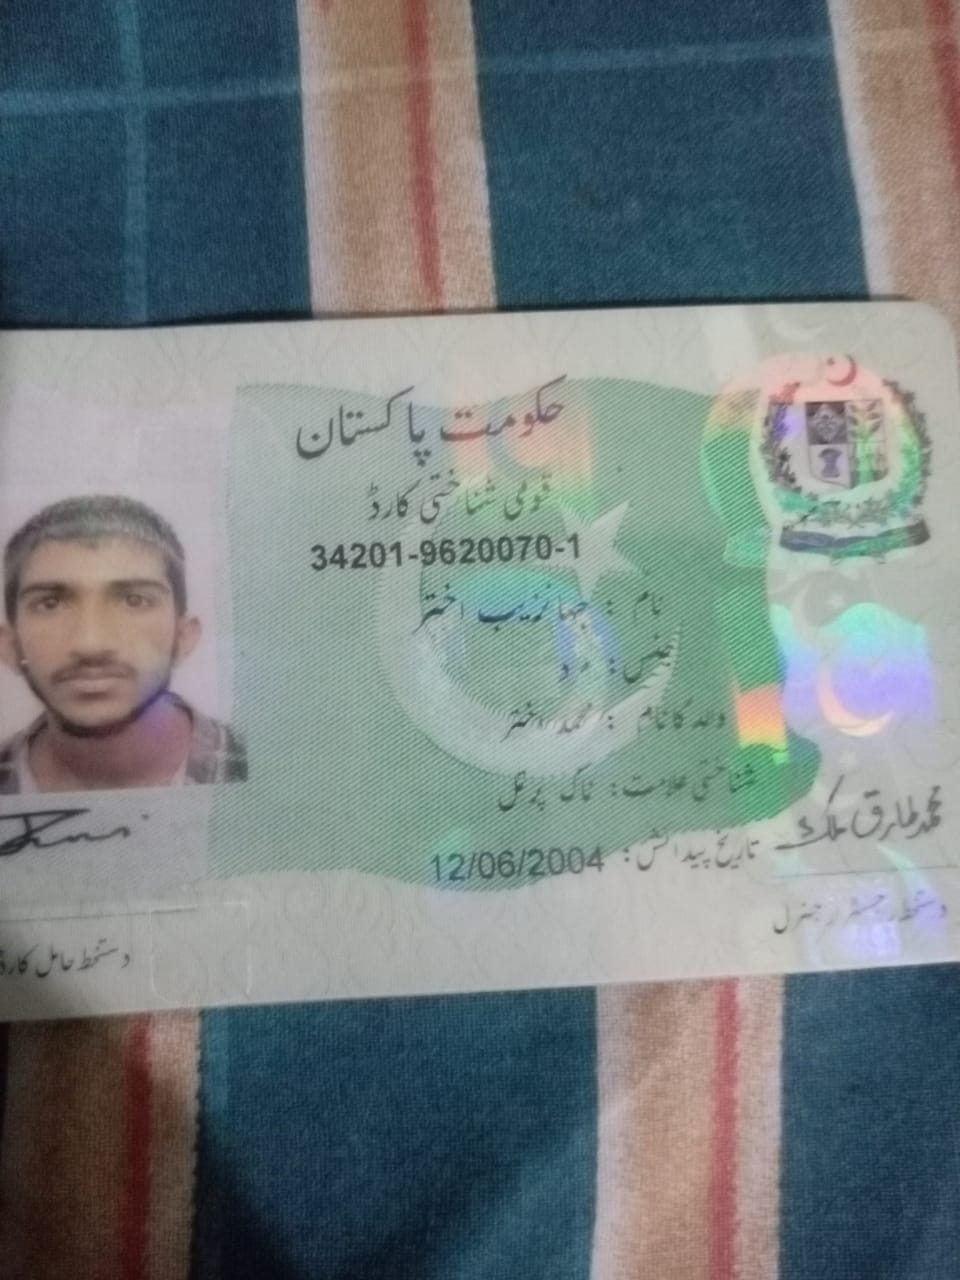 حکومت پاکستان
قومی شناختی کارڈ
34201-9620070-1
نام : جہانزیب اختر
جنس : مرد
والد کا نام : محمد اختر
شناختی علامت : ناک پر تل
تاریخ پیدائش : 12/06/2004
محمد طارق ملک
دستخط رجسٹرار جنرل
دستخط حامل کارڈ